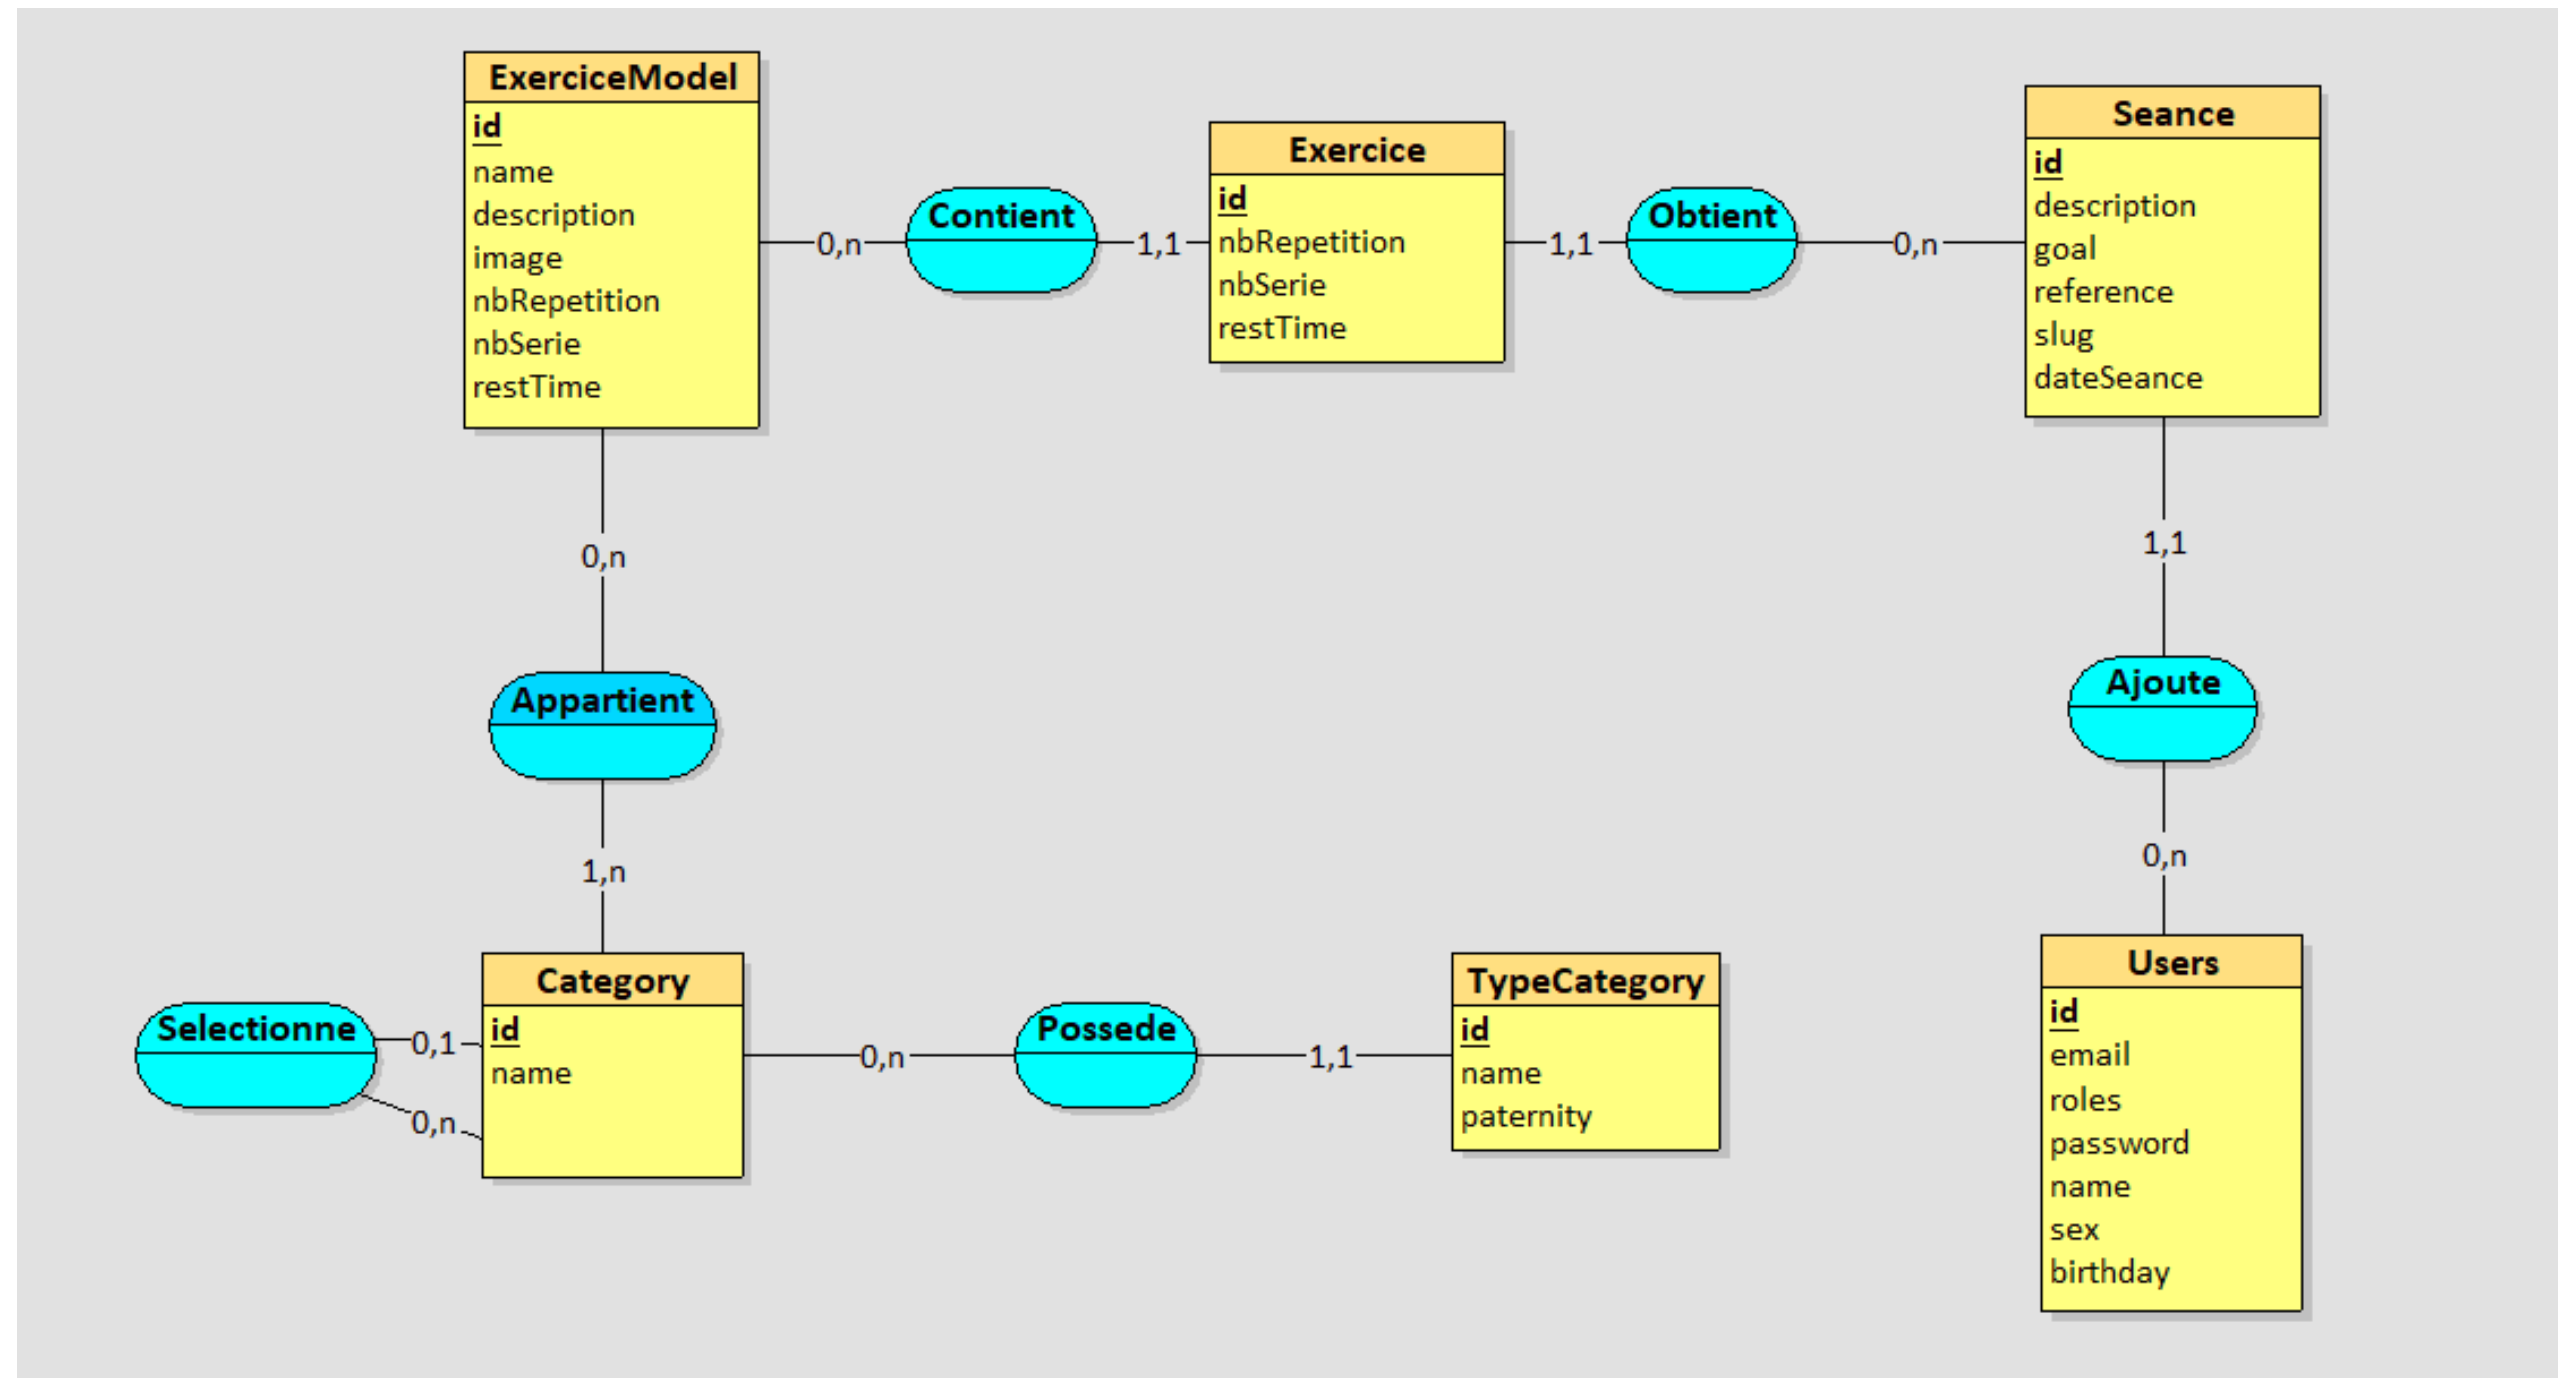 ExerciceModel
id
name
description
image
nbRepetition
nbSerie
restTime
0,n
Contient
1,1
Exercice
id
nbRepetition
nbSerie
restTime
1,1
Obtient
0,n
Seance
id
description
goal
reference
slug
dateSeance
0,n
Appartient
1,n
1,1
Ajoute
0,n
Selectionne
0,1
0,n
Category
id
name
0,n
Possede
1,1
TypeCategory
id
name
paternity
Users
id
email
roles
password
name
sex
birthday